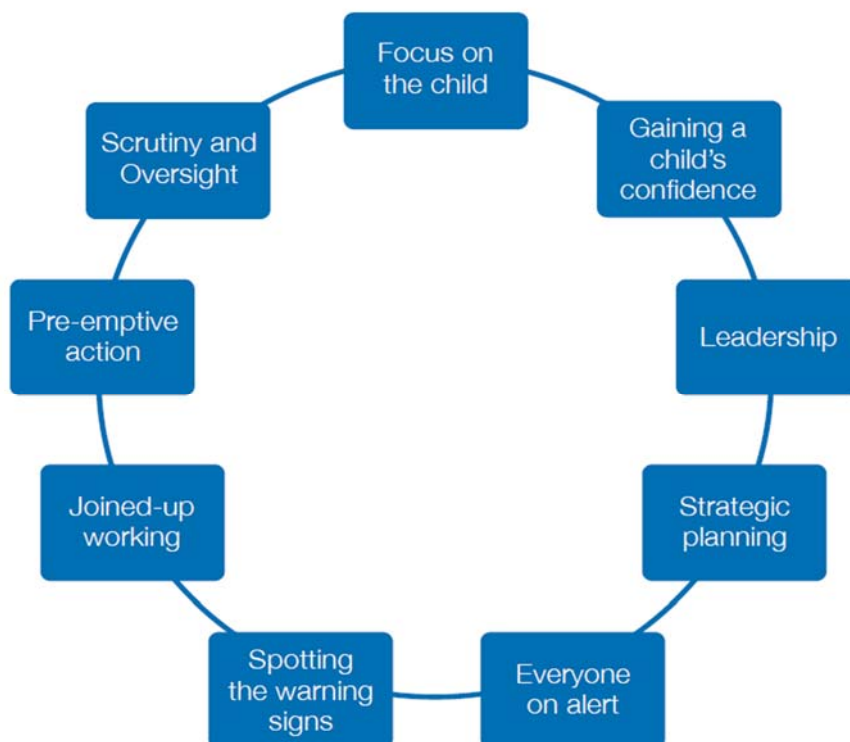 Focus on
the child
Gaining a
child's
confidence
Leadership
Strategic
planning
Everyone
on alert
Spotting
the warning
signs
Joined-up
working
Pre-emptive
action
Scrutiny and
Oversight